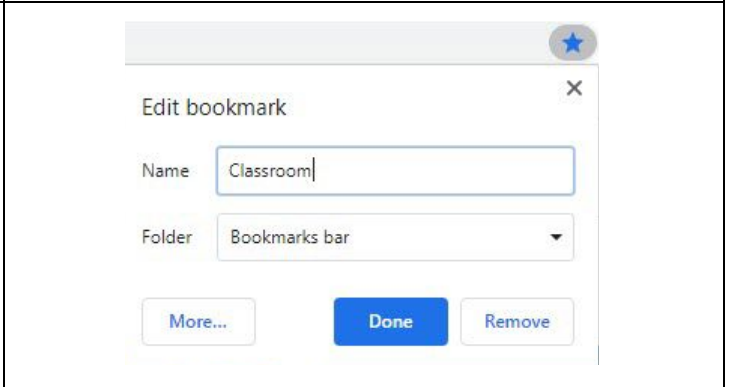 Edit bookmark
Name Classroom
Folder Bookmarks bar
More... Done Remove